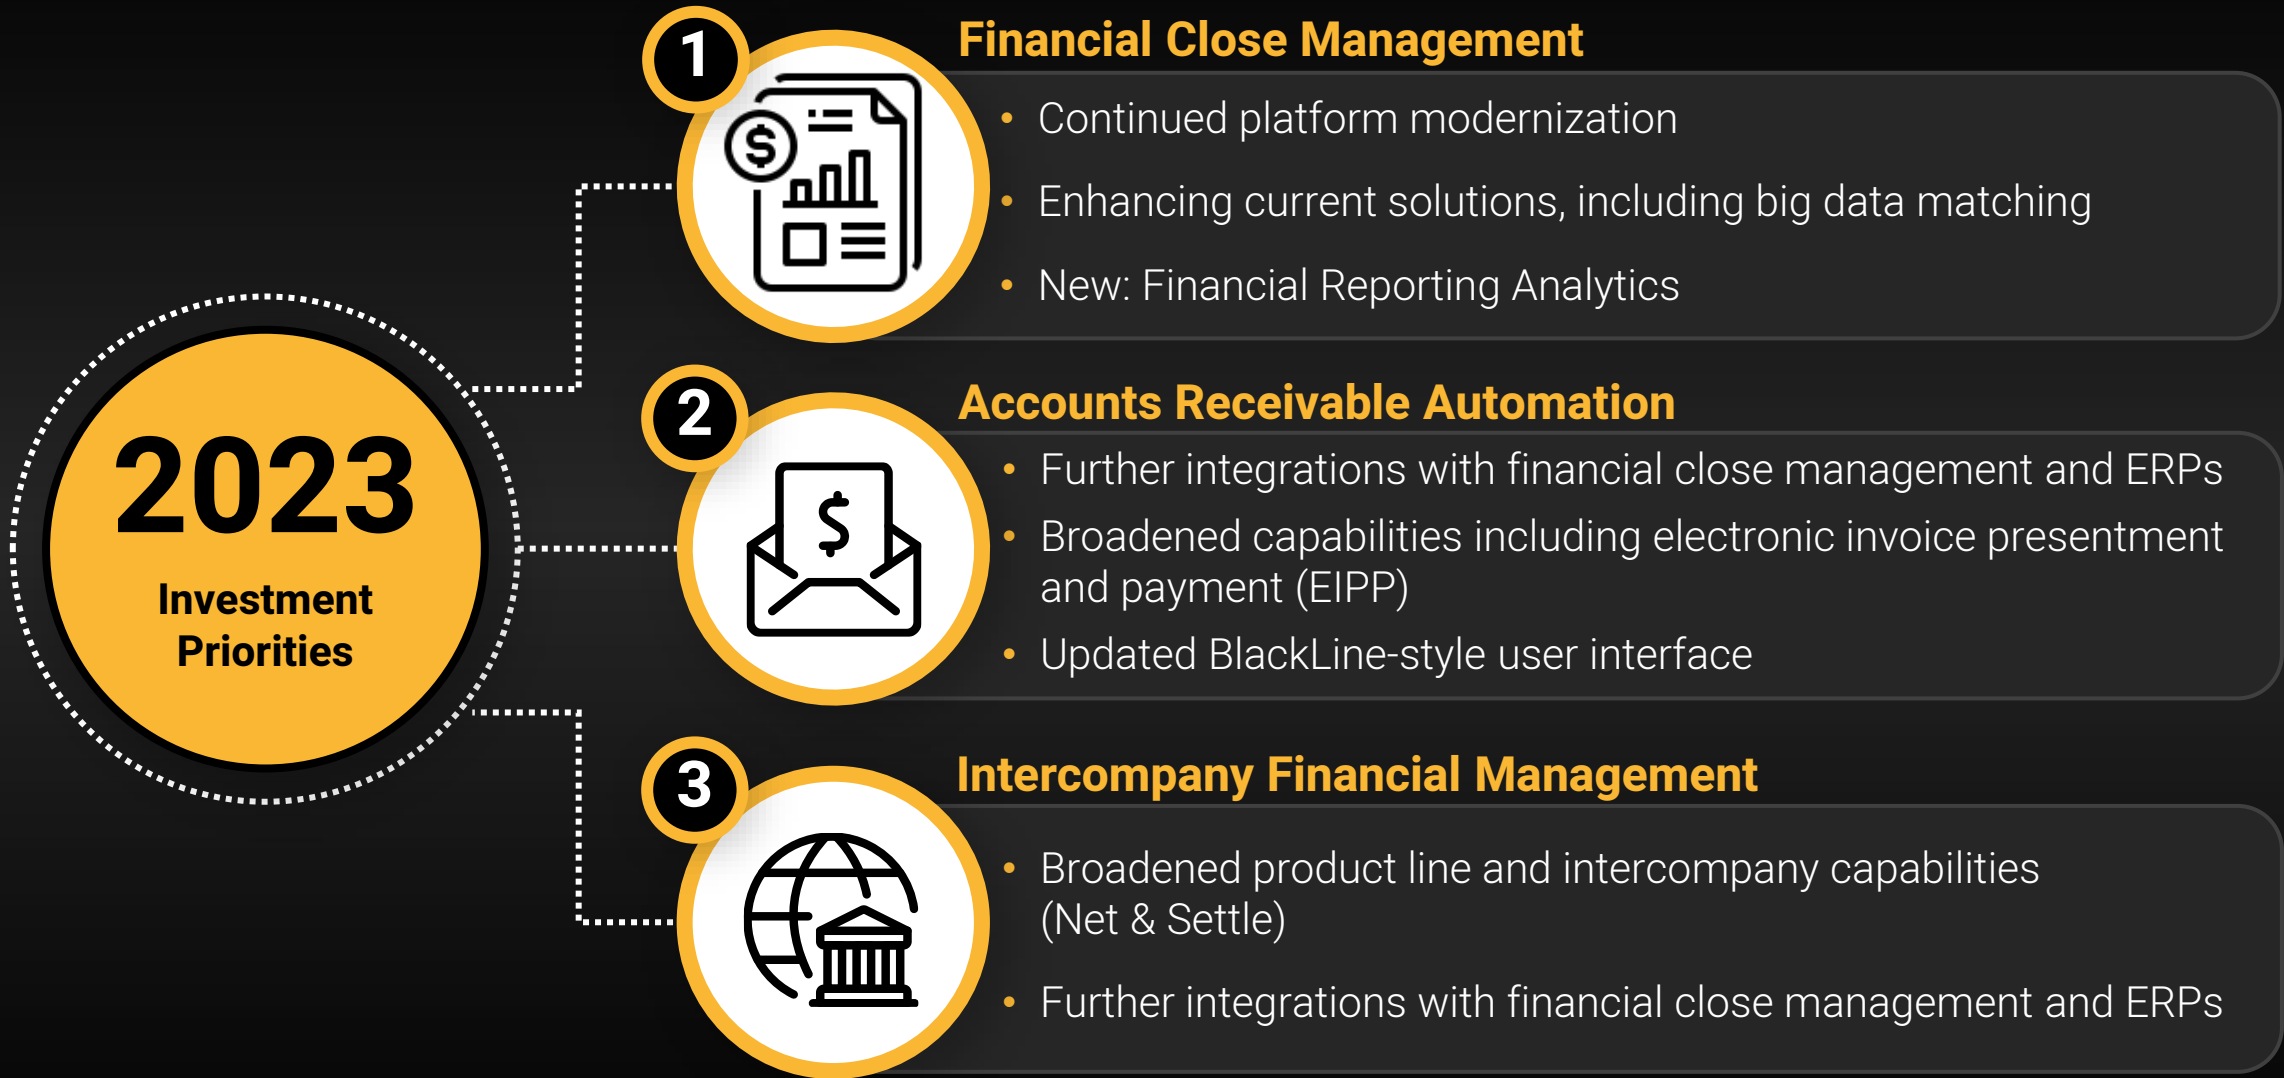 2023
Investment
Priorities
1
Financial Close Management
• Continued platform modernization
• Enhancing current solutions, including big data matching
• New: Financial Reporting Analytics
2
Accounts Receivable Automation
• Further integrations with financial close management and ERPs
• Broadened capabilities including electronic invoice presentment
and payment (EIPP)
• Updated BlackLine-style user interface
3
Intercompany Financial Management
• Broadened product line and intercompany capabilities
(Net & Settle)
• Further integrations with financial close management and ERPs